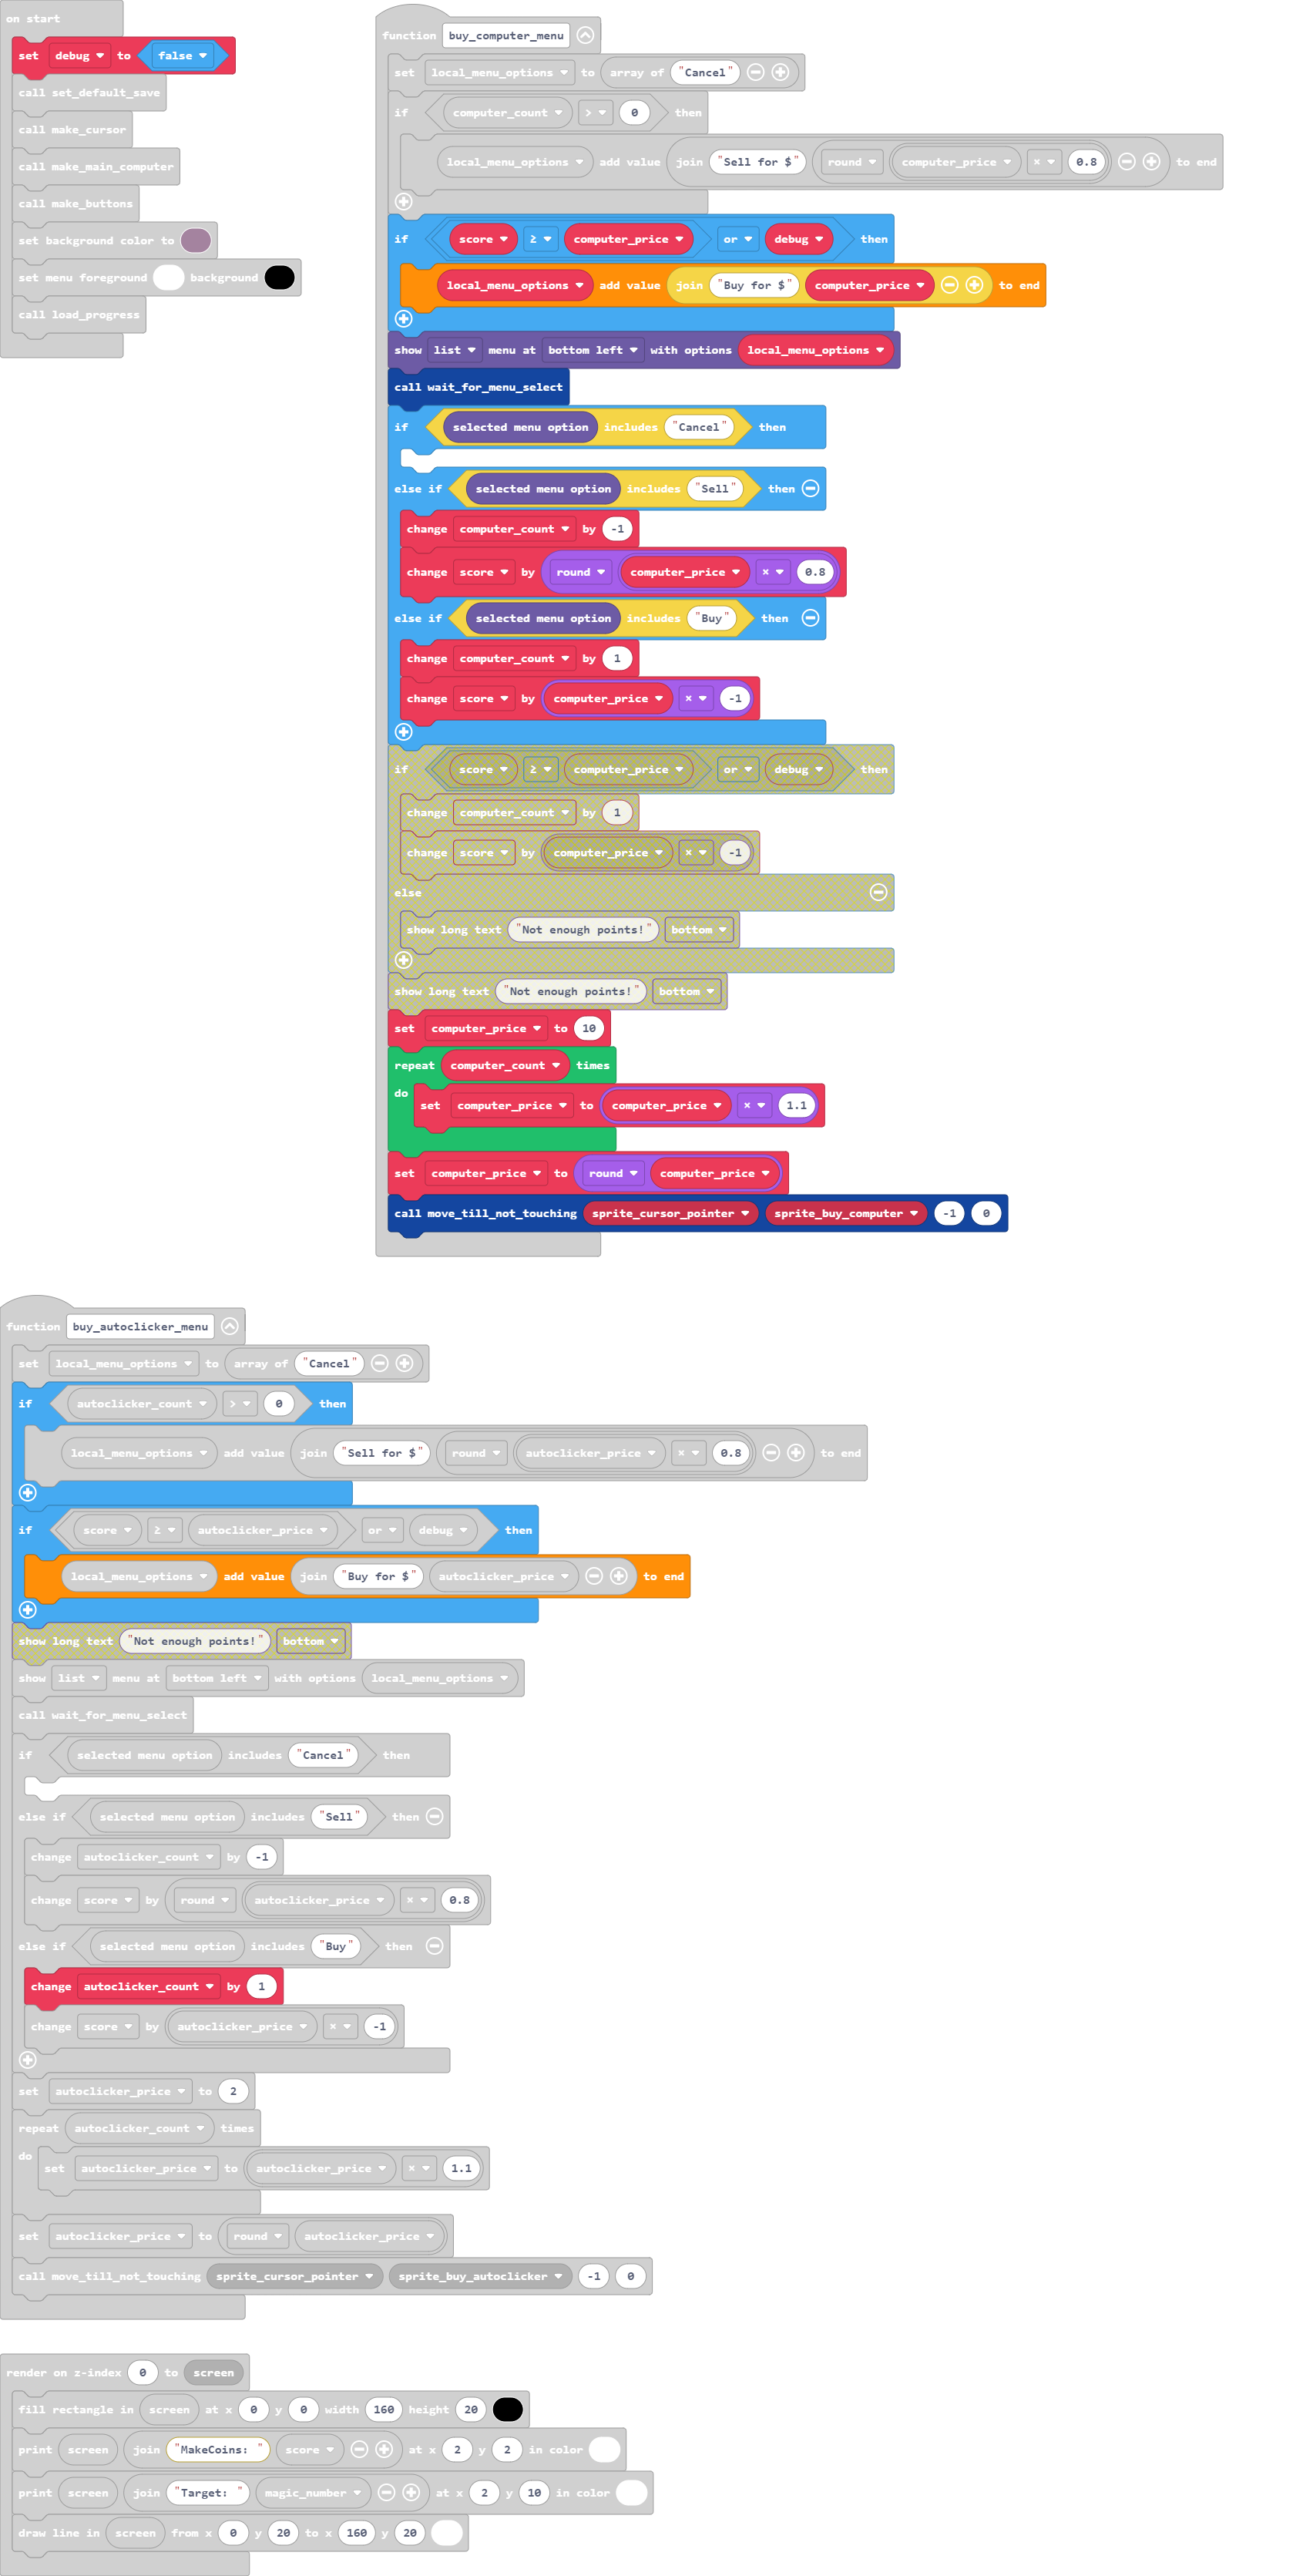 on start
set debug to false
call set_default_save
call make_cursor
call make_main_computer
call make_buttons
set background color to
set menu foreground background
call load_progress
function buy_computer_menu
set local_menu_options to array of "Cancel"
if computer_count > 0 then
local_menu_options add value join "Sell for $" round computer_price × 0.8 to end
if score ≥ computer_price or debug then
local_menu_options add value join "Buy for $" computer_price to end
show list menu at bottom left with options local_menu_options
call wait_for_menu_select
if selected menu option includes "Cancel" then
else if selected menu option includes "Sell" then
change computer_count by -1
change score by round computer_price × 0.8
else if selected menu option includes "Buy" then
change computer_count by 1
change score by computer_price × -1
if score ≥ computer_price or debug then
change computer_count by 1
change score by computer_price × -1
else
show long text "Not enough points!" bottom
show long text "Not enough points!" bottom
set computer_price to 10
repeat computer_count times
do set computer_price to computer_price × 1.1
set computer_price to round computer_price
call move_till_not_touching sprite_cursor_pointer sprite_buy_computer -1 0
function buy_autoclicker_menu
set local_menu_options to array of "Cancel"
if autoclicker_count > 0 then
local_menu_options add value join "Sell for $" round autoclicker_price × 0.8 to end
if score ≥ autoclicker_price or debug then
local_menu_options add value join "Buy for $" autoclicker_price to end
show long text "Not enough points!" bottom
show list menu at bottom left with options local_menu_options
call wait_for_menu_select
if selected menu option includes "Cancel" then
else if selected menu option includes "Sell" then
change autoclicker_count by -1
change score by round autoclicker_price × 0.8
else if selected menu option includes "Buy" then
change autoclicker_count by 1
change score by autoclicker_price × -1
set autoclicker_price to 2
repeat autoclicker_count times
do set autoclicker_price to autoclicker_price × 1.1
set autoclicker_price to round autoclicker_price
call move_till_not_touching sprite_cursor_pointer sprite_buy_autoclicker -1 0
render on z-index 0 to screen
fill rectangle in screen at x 0 y 0 width 160 height 20
print screen join "MakeCoins: " score at x 2 y 2 in color
print screen join "Target: " magic_number at x 2 y 10 in color
draw line in screen from x 0 y 20 to x 160 y 20